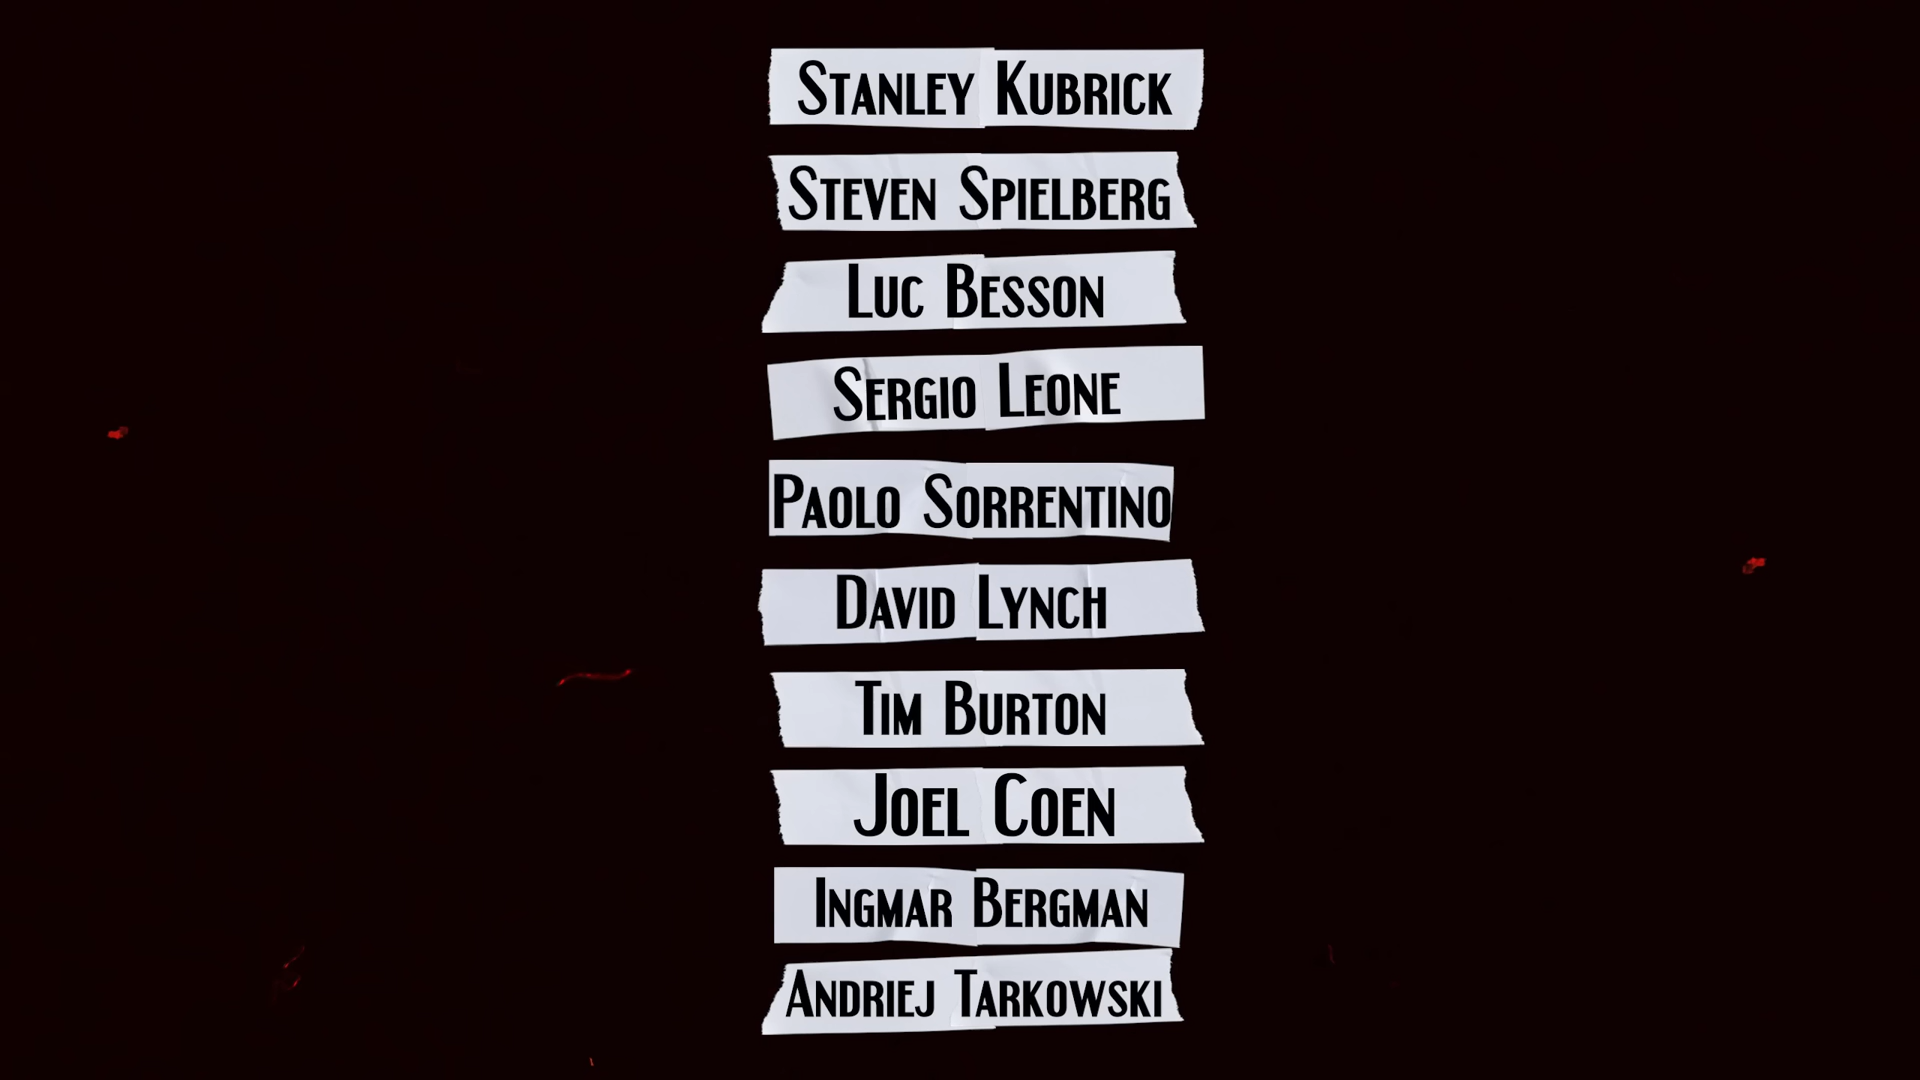 Stanley Kubrick
Steven Spielberg
Luc Besson
Sergio Leone
Paolo Sorrentino
David Lynch
Tim Burton
Joel Coen
Ingmar Bergman
Andriej Tarkowski